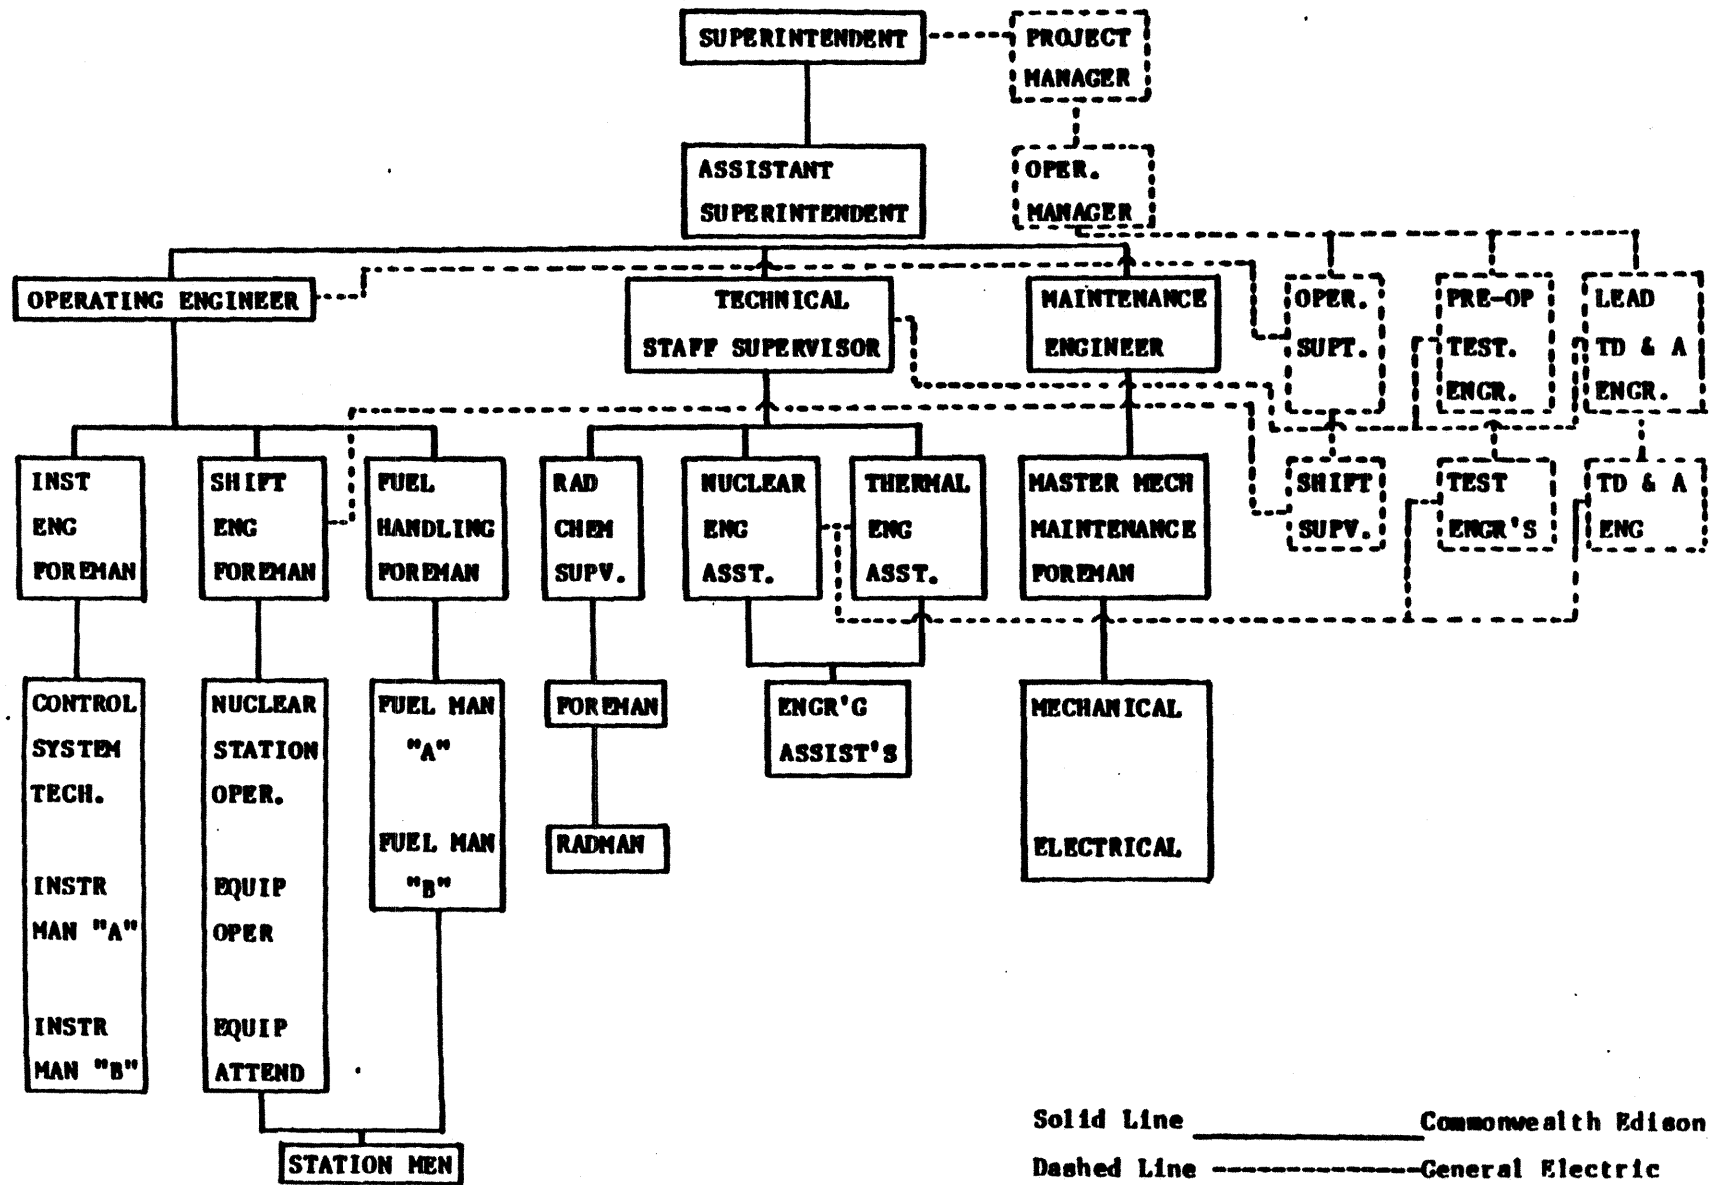 SUPERINTENDENT
PROJECT
MANAGER
ASSISTANT
SUPERINTENDENT
OPER.
MANAGER
OPERATING ENGINEER
TECHNICAL
STAFF SUPERVISOR
MAINTENANCE
ENGINEER
OPER.
SUPT.
PRE-OP
TEST.
ENGR.
LEAD
TD & A
ENGR.
INST
ENG
FOREMAN
SHIFT
ENG
FOREMAN
FUEL
HANDLING
FOREMAN
RAD
CHEM
SUPV.
NUCLEAR
ENG
ASST.
THERMAL
ENG
ASST.
MASTER MECH
MAINTENANCE
FOREMAN
SHIFT
SUPV.
TEST
ENGR'S
TD & A
ENG
CONTROL
SYSTEM
TECH.
INSTR
MAN "A"
INSTR
MAN "B"
NUCLEAR
STATION
OPER.
EQUIP
OPER
EQUIP
ATTEND
FUEL MAN
"A"
FUEL MAN
"B"
FOREMAN
RADMAN
ENGR'G
ASSIST'S
MECHANICAL
ELECTRICAL
STATION MEN
Solid Line Commonwealth Edison
Dashed Line General Electric